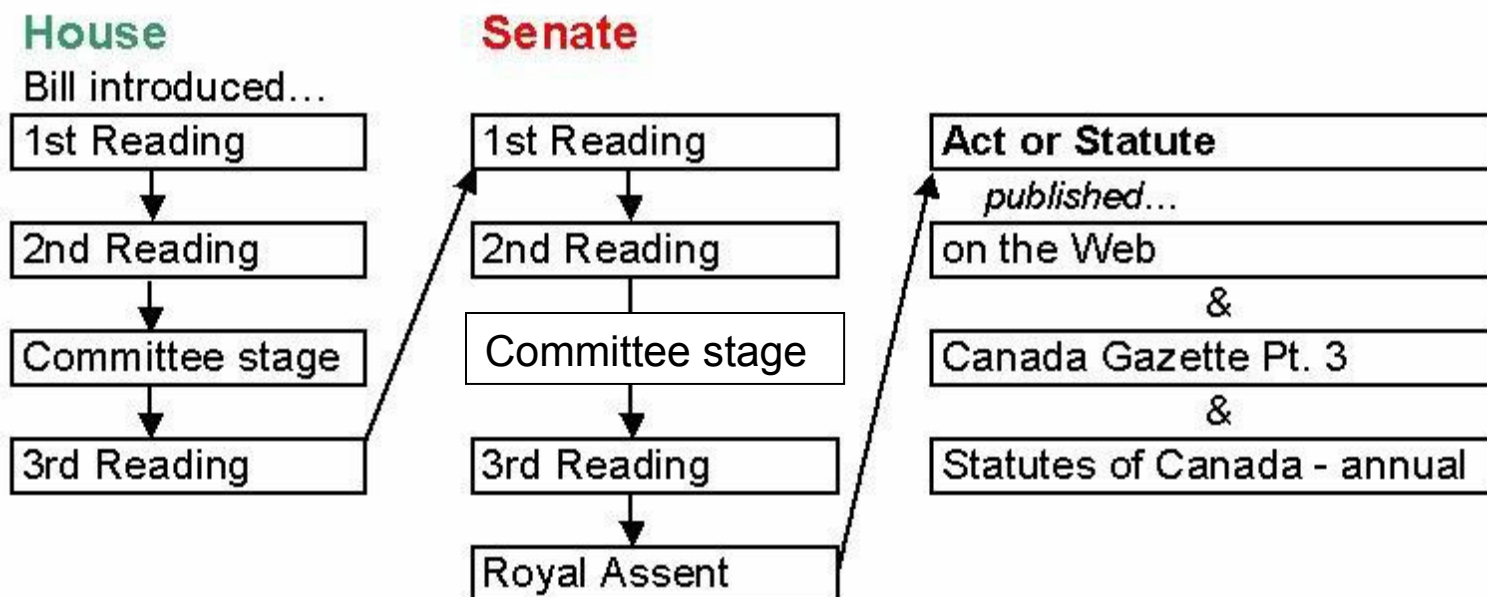 House
Bill introduced…
1st Reading
2nd Reading
Committee stage
3rd Reading
Senate
1st Reading
2nd Reading
Committee stage
3rd Reading
Royal Assent
Act or Statute
published…
on the Web
&
Canada Gazette Pt. 3
&
Statutes of Canada - annual